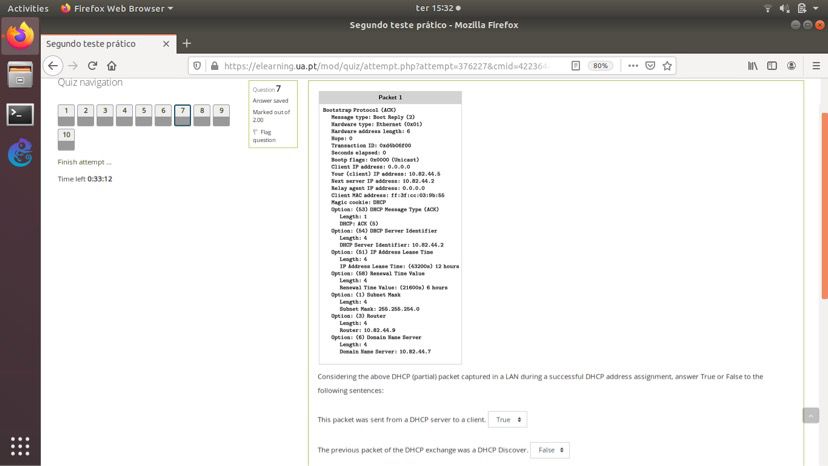 Activities
Firefox Web Browser
ter 15:32
Segundo teste prático - Mozilla Firefox
Segundo teste prático
https://elearning.ua.pt/mod/quiz/attempt.php?attempt=376227&cmid=42236
80%
Quiz navigation
1 2 3 4 5 6 7 8 9
10
Finish attempt ...
Time left 0:33:12
Question 7
Answer saved
Marked out of
2.00
Flag
question
Packet 1
Bootstrap Protocol (ACK)
Message type: Boot Reply (2)
Hardware type: Ethernet (0x01)
Hardware address length: 6
Hops: 0
Transaction ID: 0xd4b06f00
Seconds elapsed: 0
Bootp flags: 0x0000 (Unicast)
Client IP address: 0.0.0.0
Your (client) IP address: 10.82.44.5
Next server IP address: 10.82.44.2
Relay agent IP address: 0.0.0.0
Client MAC address: ff:3f:cc:03:9b:55
Magic cookie: DHCP
Option: (53) DHCP Message Type (ACK)
Length: 1
DHCP: ACK (5)
Option: (54) DHCP Server Identifier
Length: 4
DHCP Server Identifier: 10.82.44.2
Option: (51) IP Address Lease Time
Length: 4
IP Address Lease Time: (43200s) 12 hours
Option: (58) Renewal Time Value
Length: 4
Renewal Time Value: (21600s) 6 hours
Option: (1) Subnet Mask
Length: 4
Subnet Mask: 255.255.254.0
Option: (3) Router
Length: 4
Router: 10.82.44.9
Option: (6) Domain Name Server
Length: 4
Domain Name Server: 10.82.44.7
Considering the above DHCP (partial) packet captured in a LAN during a successful DHCP address assignment, answer True or False to the
following sentences:
This packet was sent from a DHCP server to a client. True
The previous packet of the DHCP exchange was a DHCP Discover. False